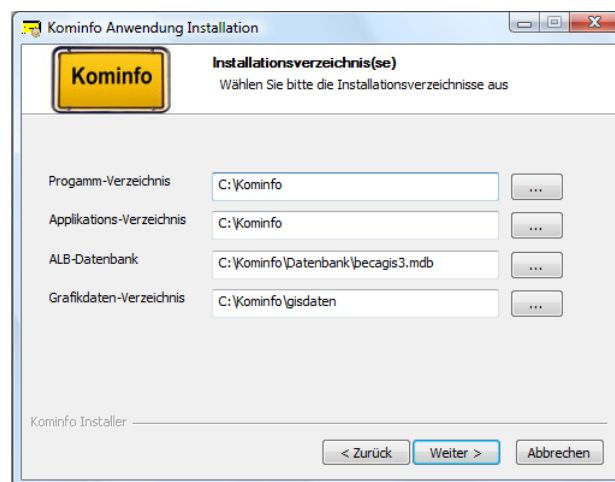 Kominfo Anwendung Installation
Kominfo
Installationsverzeichnis(se)
Wählen Sie bitte die Installationsverzeichnisse aus
Progamm-Verzeichnis
C:\Kominfo
...
Applikations-Verzeichnis
C:\Kominfo
...
ALB-Datenbank
C:\Kominfo\Datenbank\becagis3.mdb
...
Grafikdaten-Verzeichnis
C:\Kominfo\gisdaten
...
Kominfo Installer
< Zurück
Weiter >
Abbrechen